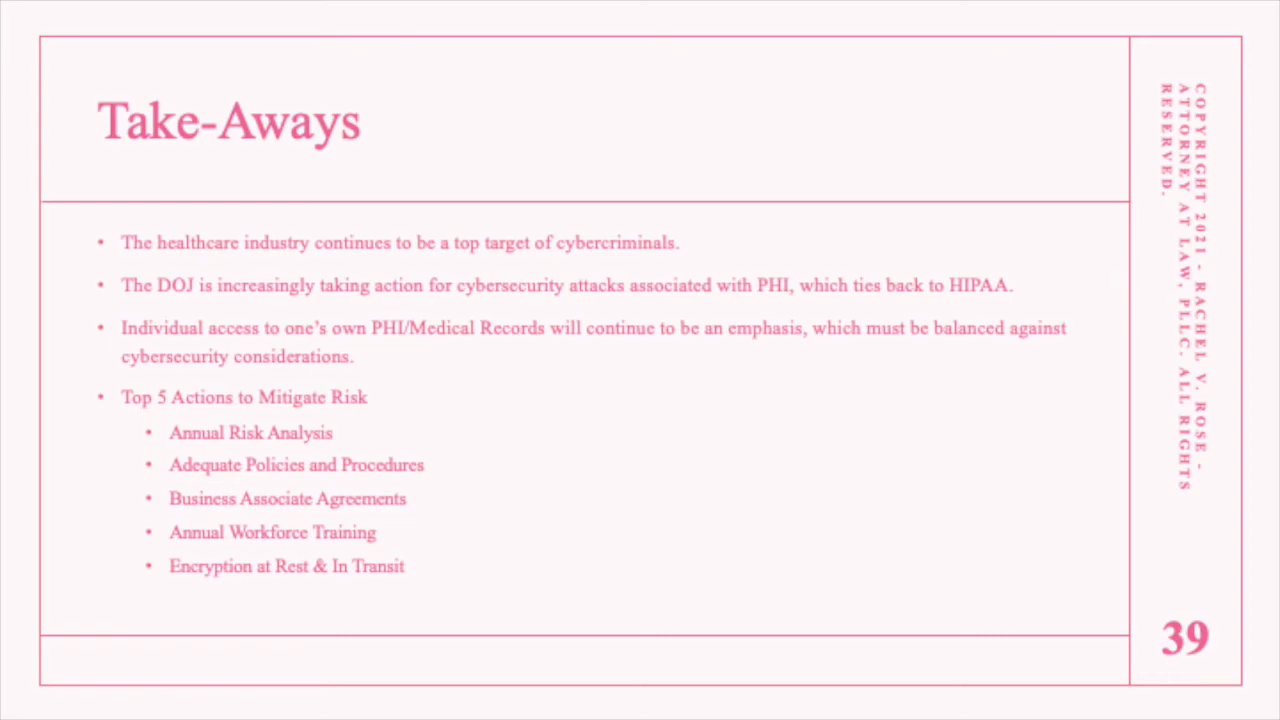 Take-Aways
• The healthcare industry continues to be a top target of cybercriminals.
• The DOJ is increasingly taking action for cybersecurity attacks associated with PHI, which ties back to HIPAA.
• Individual access to one’s own PHI/Medical Records will continue to be an emphasis, which must be balanced against
cybersecurity considerations.
• Top 5 Actions to Mitigate Risk
• Annual Risk Analysis
• Adequate Policies and Procedures
• Business Associate Agreements
• Annual Workforce Training
• Encryption at Rest & In Transit
COPYRIGHT 2021 - RACHEL V. ROSE -
ATTORNEY AT LAW, PLLC. ALL RIGHTS
RESERVED.
39